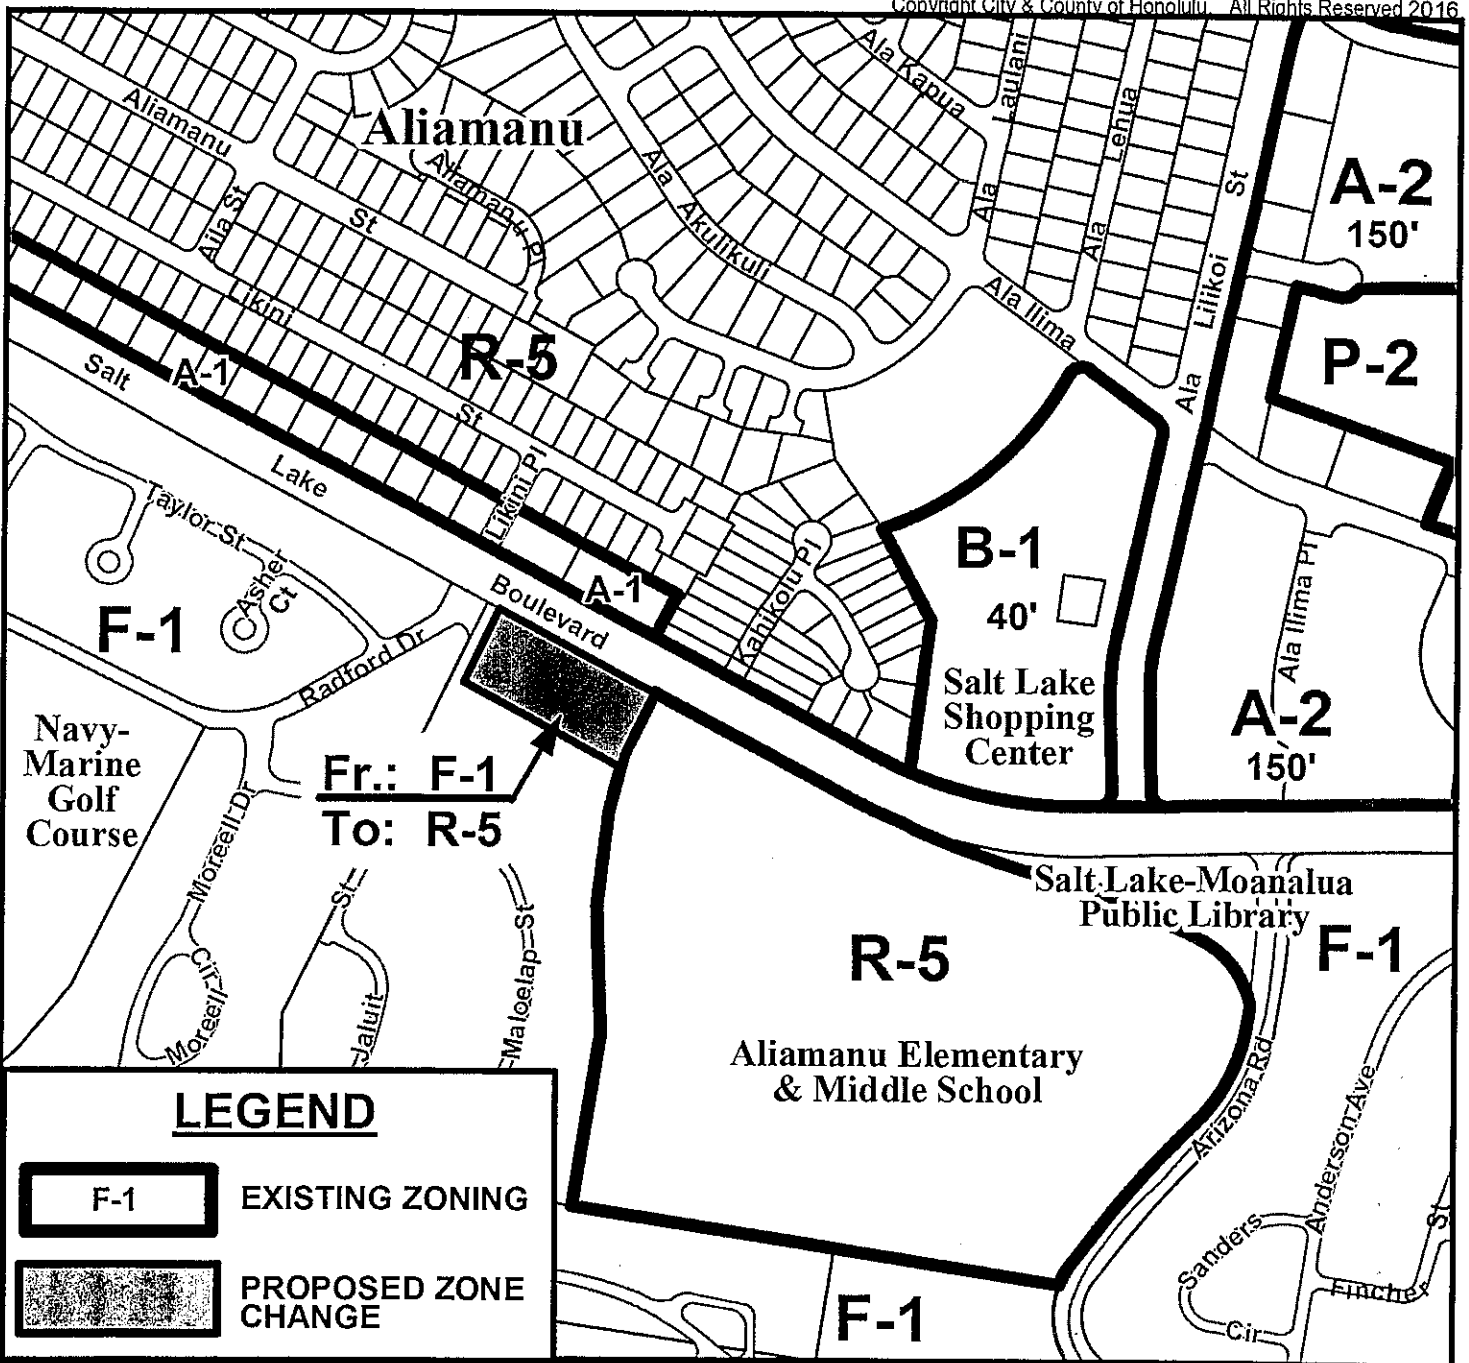 Copyright City & County of Honolulu. All Rights Reserved 2016
Ala Kapua
Ala Laulani
Ala Lehua
Aliamanu St
Aliamanu
Aliamanu Pl
Ala Akulikuli
Ala Lilikoi St
A-2
150'
Aila St
Likini St
Ala Ilima
R-5
P-2
A-1
Salt Lake Boulevard
Likini Pl
Taylor St
Asher Ct
B-1
40'
A-1
Kahikolu Pl
Ala Ilima Pl
F-1
Radford Dr
Salt Lake
Shopping
Center
A-2
150'
Navy-
Marine
Golf
Course
Fr.: F-1
To: R-5
Moreell Dr
Salt Lake-Moanalua
Public Library
Jaluit St
Maloelap St
Moreell Cir
R-5
F-1
Aliamanu Elementary
& Middle School
Arizona Rd
Anderson Ave
Sanders Cir
Fincher St
F-1
LEGEND
F-1 EXISTING ZONING
PROPOSED ZONE
CHANGE